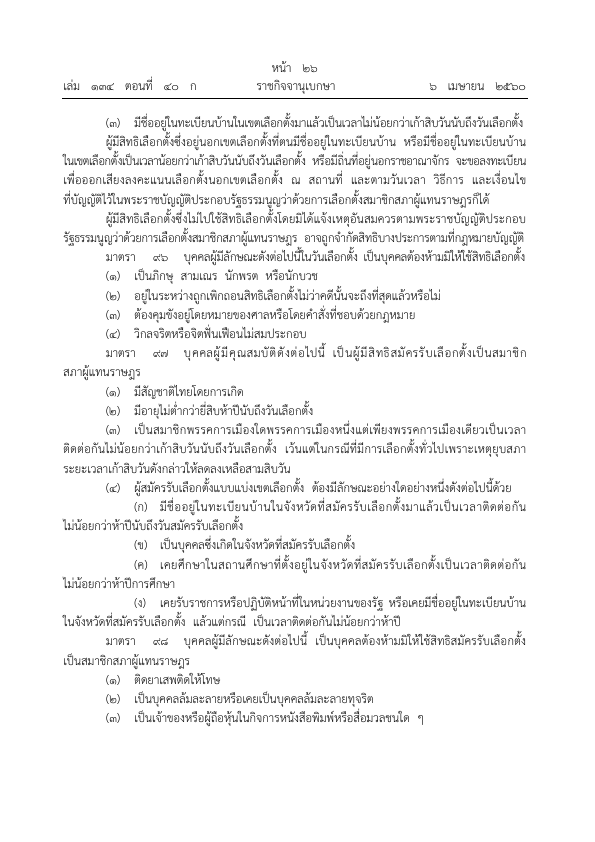 หน้า ๒๖
เล่ม ๑๓๔ ตอนที่ ๔๐ ก ราชกิจจานุเบกษา ๖ เมษายน ๒๕๖๐
(๓) มีชื่ออยู่ในทะเบียนบ้านในเขตเลือกตั้งมาแล้วเป็นเวลาไม่น้อยกว่าเก้าสิบวันนับถึงวันเลือกตั้ง
ผู้มีสิทธิเลือกตั้งซึ่งอยู่นอกเขตเลือกตั้งที่ตนมีชื่ออยู่ในทะเบียนบ้าน หรือมีชื่ออยู่ในทะเบียนบ้าน
ในเขตเลือกตั้งเป็นเวลาน้อยกว่าเก้าสิบวันนับถึงวันเลือกตั้ง หรือมีถิ่นที่อยู่นอกราชอาณาจักร จะขอลงทะเบียน
เพื่อออกเสียงลงคะแนนเลือกตั้งนอกเขตเลือกตั้ง ณ สถานที่ และตามวันเวลา วิธีการ และเงื่อนไข
ที่บัญญัติไว้ในพระราชบัญญัติประกอบรัฐธรรมนูญว่าด้วยการเลือกตั้งสมาชิกสภาผู้แทนราษฎรก็ได้
ผู้มีสิทธิเลือกตั้งซึ่งไม่ไปใช้สิทธิเลือกตั้งโดยมิได้แจ้งเหตุอันสมควรตามพระราชบัญญัติประกอบ
รัฐธรรมนูญว่าด้วยการเลือกตั้งสมาชิกสภาผู้แทนราษฎร อาจถูกจำกัดสิทธิบางประการตามที่กฎหมายบัญญัติ
มาตรา ๙๖ บุคคลผู้มีลักษณะดังต่อไปนี้ในวันเลือกตั้ง เป็นบุคคลต้องห้ามมิให้ใช้สิทธิเลือกตั้ง
(๑) เป็นภิกษุ สามเณร นักพรต หรือนักบวช
(๒) อยู่ในระหว่างถูกเพิกถอนสิทธิเลือกตั้งไม่ว่าคดีนั้นจะถึงที่สุดแล้วหรือไม่
(๓) ต้องคุมขังอยู่โดยหมายของศาลหรือโดยคำสั่งที่ชอบด้วยกฎหมาย
(๔) วิกลจริตหรือจิตฟั่นเฟือนไม่สมประกอบ
มาตรา ๙๗ บุคคลผู้มีคุณสมบัติดังต่อไปนี้ เป็นผู้มีสิทธิสมัครรับเลือกตั้งเป็นสมาชิก
สภาผู้แทนราษฎร
(๑) มีสัญชาติไทยโดยการเกิด
(๒) มีอายุไม่ต่ำกว่ายี่สิบห้าปีนับถึงวันเลือกตั้ง
(๓) เป็นสมาชิกพรรคการเมืองใดพรรคการเมืองหนึ่งแต่เพียงพรรคการเมืองเดียวเป็นเวลา
ติดต่อกันไม่น้อยกว่าเก้าสิบวันนับถึงวันเลือกตั้ง เว้นแต่ในกรณีที่มีการเลือกตั้งทั่วไปเพราะเหตุยุบสภา
ระยะเวลาเก้าสิบวันดังกล่าวให้ลดลงเหลือสามสิบวัน
(๔) ผู้สมัครรับเลือกตั้งแบบแบ่งเขตเลือกตั้ง ต้องมีลักษณะอย่างใดอย่างหนึ่งดังต่อไปนี้ด้วย
(ก) มีชื่ออยู่ในทะเบียนบ้านในจังหวัดที่สมัครรับเลือกตั้งมาแล้วเป็นเวลาติดต่อกัน
ไม่น้อยกว่าห้าปีนับถึงวันสมัครรับเลือกตั้ง
(ข) เป็นบุคคลซึ่งเกิดในจังหวัดที่สมัครรับเลือกตั้ง
(ค) เคยศึกษาในสถานศึกษาที่ตั้งอยู่ในจังหวัดที่สมัครรับเลือกตั้งเป็นเวลาติดต่อกัน
ไม่น้อยกว่าห้าปีการศึกษา
(ง) เคยรับราชการหรือปฏิบัติหน้าที่ในหน่วยงานของรัฐ หรือเคยมีชื่ออยู่ในทะเบียนบ้าน
ในจังหวัดที่สมัครรับเลือกตั้ง แล้วแต่กรณี เป็นเวลาติดต่อกันไม่น้อยกว่าห้าปี
มาตรา ๙๘ บุคคลผู้มีลักษณะดังต่อไปนี้ เป็นบุคคลต้องห้ามมิให้ใช้สิทธิสมัครรับเลือกตั้ง
เป็นสมาชิกสภาผู้แทนราษฎร
(๑) ติดยาเสพติดให้โทษ
(๒) เป็นบุคคลล้มละลายหรือเคยเป็นบุคคลล้มละลายทุจริต
(๓) เป็นเจ้าของหรือผู้ถือหุ้นในกิจการหนังสือพิมพ์หรือสื่อมวลชนใด ๆ